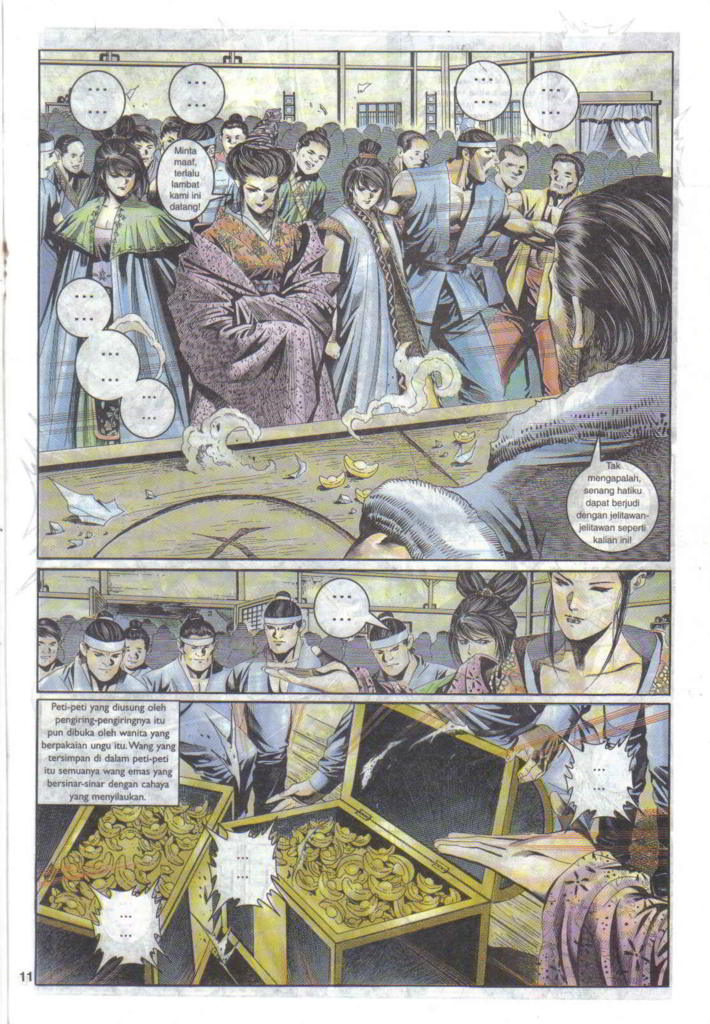 ... ...
... ...
... ...
... ...
Minta
maaf,
terlalu
lambat
kami ini
datang!
... ...
... ...
... ...
Tak
mengapalah,
senang hatiku
dapat berjudi
dengan jelitawan-
jelitawan seperti
kalian ini!
... ...
Peti-peti yang diusung oleh
pengiring-pengiringnya itu
pun dibuka oleh wanita yang
berpakaian ungu itu. Wang yang
tersimpan di dalam peti-peti
itu semuanya wang emas yang
bersinar-sinar dengan cahaya
yang menyilaukan.
... ...
... ...
... ...
11